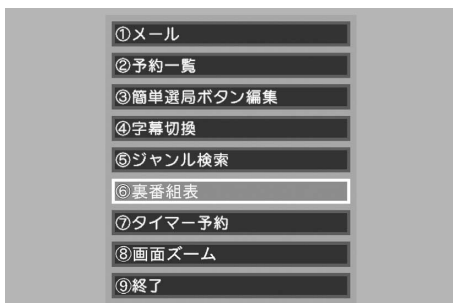 ①メール
②予約一覧
③簡単選局ボタン編集
④字幕切換
⑤ジャンル検索
⑥裏番組表
⑦タイマー予約
⑧画面ズーム
⑨終了